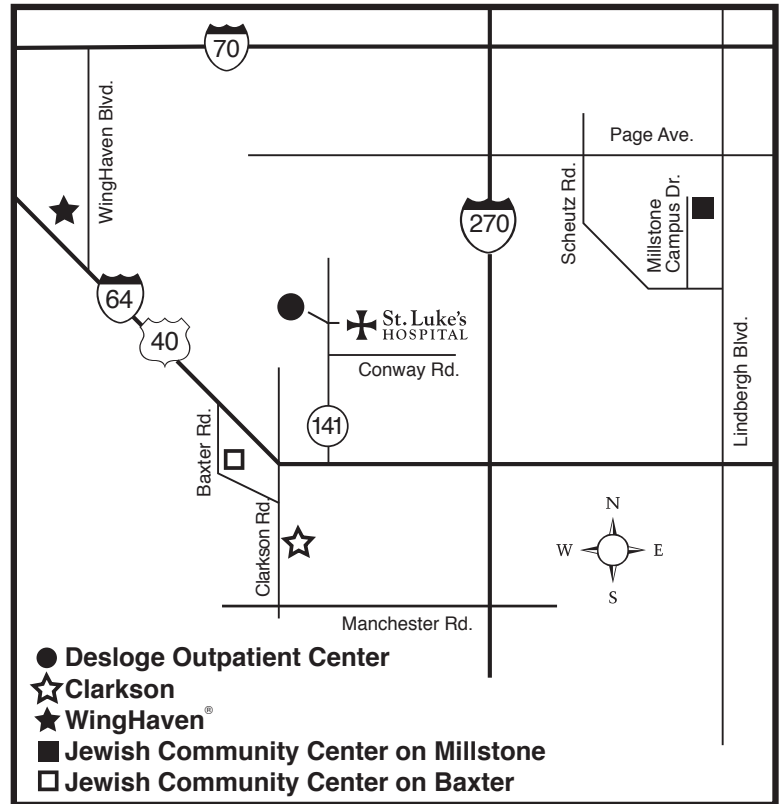 70
WingHaven Blvd.
Page Ave.
Scheutz Rd.
Millstone
Campus Dr.
270
64
40
St. Luke's
HOSPITAL
Conway Rd.
Lindbergh Blvd.
141
Baxter Rd.
Clarkson Rd.
N
W E
S
Manchester Rd.
Desloge Outpatient Center
Clarkson
WingHaven®
Jewish Community Center on Millstone
Jewish Community Center on Baxter